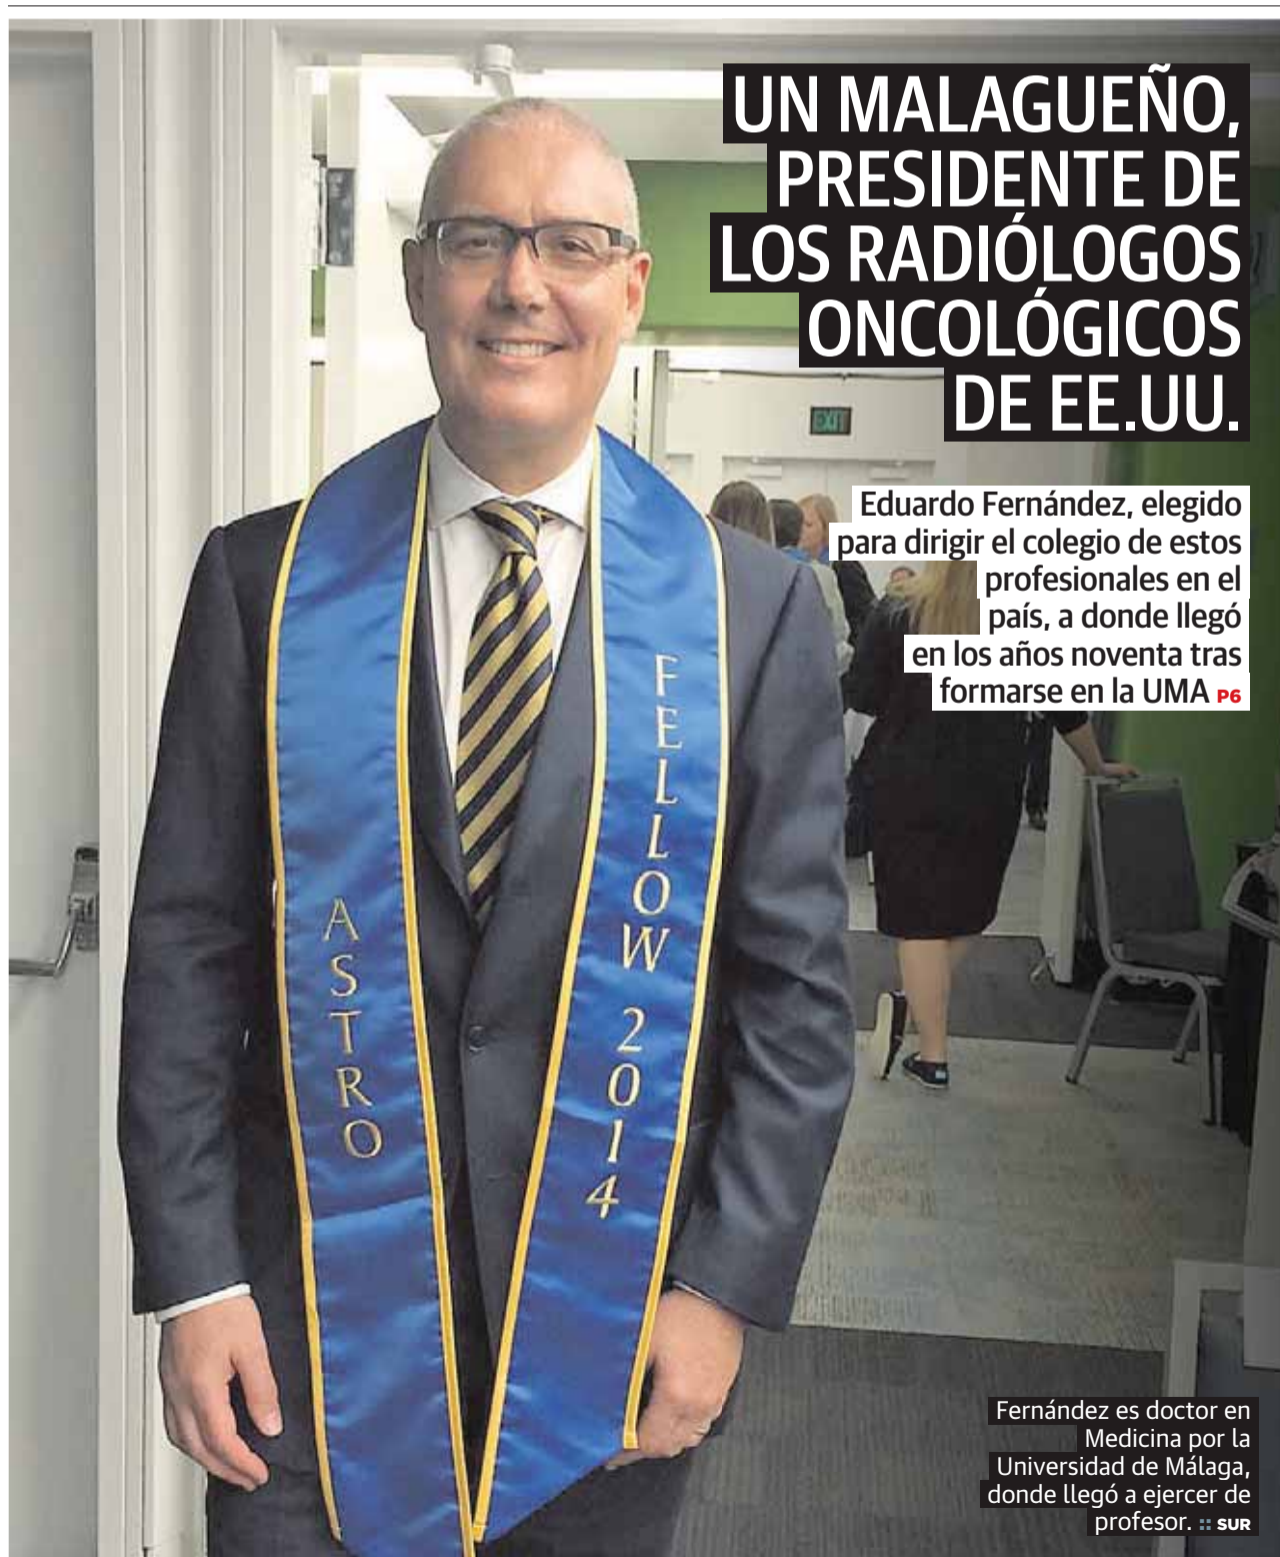 UN MALAGUEÑO,
PRESIDENTE DE
LOS RADIÓLOGOS
ONCOLÓGICOS
DE EE.UU.
EXIT
Eduardo Fernández, elegido
para dirigir el colegio de estos
profesionales en el
país, a donde llegó
en los años noventa tras
formarse en la UMA P6
ASTRO
FELLOW 2014
Fernández es doctor en
Medicina por la
Universidad de Málaga,
donde llegó a ejercer de
profesor. :: SUR